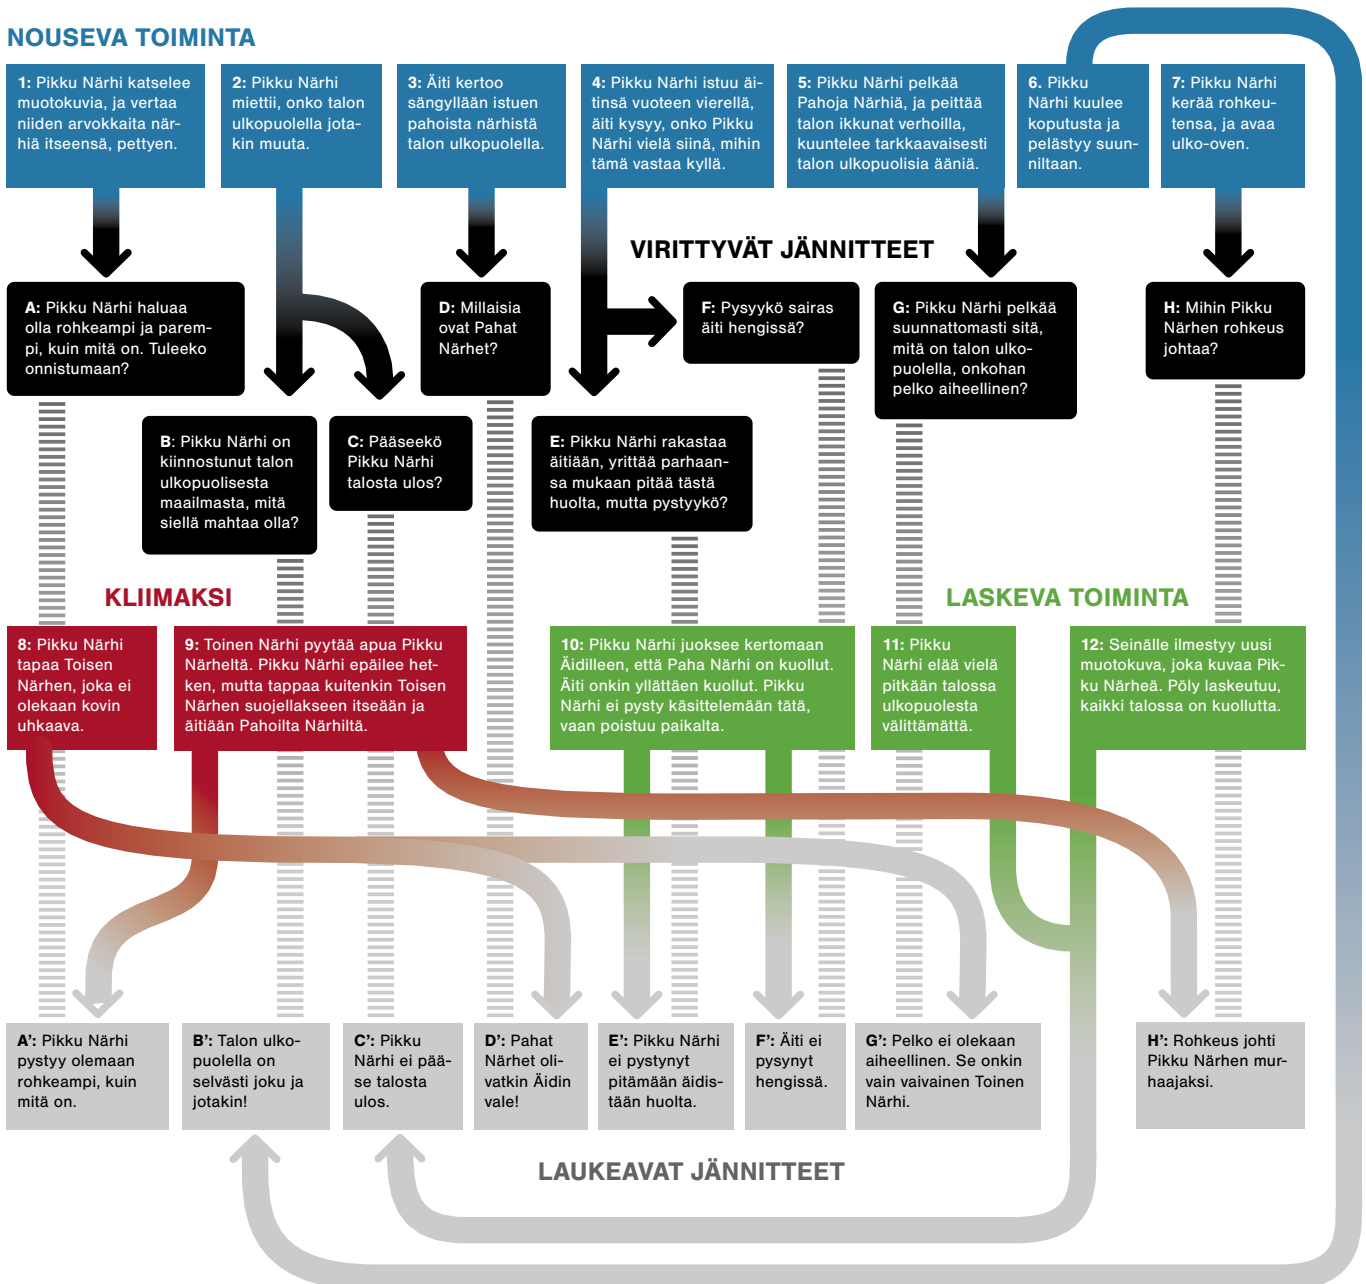 NOUSEVA TOIMINTA
1: Pikku Närhi katselee
muotokuvia, ja vertaa
niiden arvokkaita när-
hiä itseensä, pettyen.
2: Pikku Närhi
miettii, onko talon
ulkopuolella jota-
kin muuta.
3: Äiti kertoo
sängyllään istuen
pahoista närhistä
talon ulkopuolella.
4: Pikku Närhi istuu äi-
tinsä vuoteen vierellä,
äiti kysyy, onko Pikku
Närhi vielä siinä, mihin
tämä vastaa kyllä.
5: Pikku Närhi pelkää
Pahoja Närhiä, ja peittää
talon ikkunat verhoilla,
kuuntelee tarkkaavaisesti
talon ulkopuolisia ääniä.
6. Pikku
Närhi kuulee
koputusta ja
pelästyy suun-
niltaan.
7: Pikku Närhi
kerää rohkeu-
tensa, ja avaa
ulko-oven.
VIRITTYVÄT JÄNNITTEET
A: Pikku Närhi haluaa
olla rohkeampi ja parem-
pi, kuin mitä on. Tuleeko
onnistumaan?
B: Pikku Närhi on
kiinnostunut talon
ulkopuolisesta
maailmasta, mitä
siellä mahtaa olla?
C: Pääseekö
Pikku Närhi
talosta ulos?
D: Millaisia
ovat Pahat
Närhet?
E: Pikku Närhi rakastaa
äitiään, yrittää parhaan-
sa mukaan pitää tästä
huolta, mutta pystyykö?
F: Pysyykö sairas
äiti hengissä?
G: Pikku Närhi pelkää
suunnattomasti sitä,
mitä on talon ulko-
puolella, onkohan
pelko aiheellinen?
H: Mihin Pikku
Närhen rohkeus
johtaa?
KLIIMAKSI
LASKEVA TOIMINTA
8: Pikku Närhi
tapaa Toisen
Närhen, joka ei
olekaan kovin
uhkaava.
9: Toinen Närhi pyytää apua Pikku
Närheltä. Pikku Närhi epäilee het-
ken, mutta tappaa kuitenkin Toisen
Närhen suojellakseen itseään ja
äitiään Pahoilta Närhiltä.
10: Pikku Närhi juoksee kertomaan
Äidilleen, että Paha Närhi on kuollut.
Äiti onkin yllättäen kuollut. Pikku
Närhi ei pysty käsittelemään tätä,
vaan poistuu paikalta.
11: Pikku
Närhi elää vielä
pitkään talossa
ulkopuolesta
välittämättä.
12: Seinälle ilmestyy uusi
muotokuva, joka kuvaa Pik-
ku Närheä. Pöly laskeutuu,
kaikki talossa on kuollutta.
A': Pikku Närhi
pystyy olemaan
rohkeampi, kuin
mitä on.
B': Talon ulko-
puolella on
selvästi joku ja
jotakin!
C': Pikku
Närhi ei pää-
se talosta
ulos.
D': Pahat
Närhet oli-
vatkin Äidin
vale!
E': Pikku Närhi
ei pystynyt
pitämään äidis-
tään huolta.
F': Äiti ei
pysynyt
hengissä.
G': Pelko ei olekaan
aiheellinen. Se onkin
vain vaivainen Toinen
Närhi.
H': Rohkeus johti
Pikku Närhen mur-
haajaksi.
LAUKEAVAT JÄNNITTEET